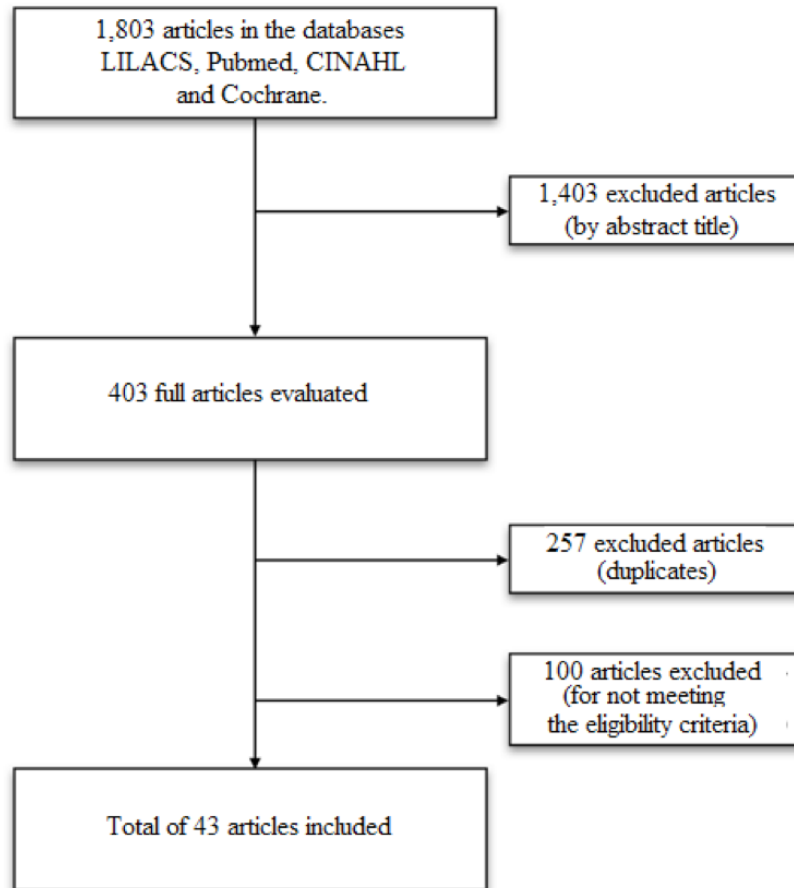 1,803 articles in the databases
LILACS, Pubmed, CINAHL
and Cochrane.
1,403 excluded articles
(by abstract title)
403 full articles evaluated
257 excluded articles
(duplicates)
100 articles excluded
(for not meeting
the eligibility criteria)
Total of 43 articles included